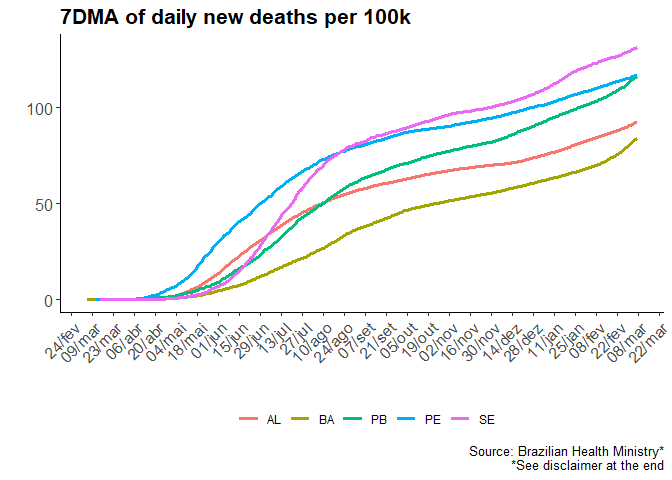 7DMA of daily new deaths per 100k
100
50
0
24/fev
09/mar
23/mar
06/abr
20/abr
04/mai
18/mai
01/jun
15/jun
29/jun
13/jul
27/jul
10/ago
24/ago
07/set
21/set
05/out
19/out
02/nov
16/nov
30/nov
14/dez
28/dez
11/jan
25/jan
08/fev
22/fev
08/mar
22/mar
AL BA PB PE SE
Source: Brazilian Health Ministry*
*See disclaimer at the end